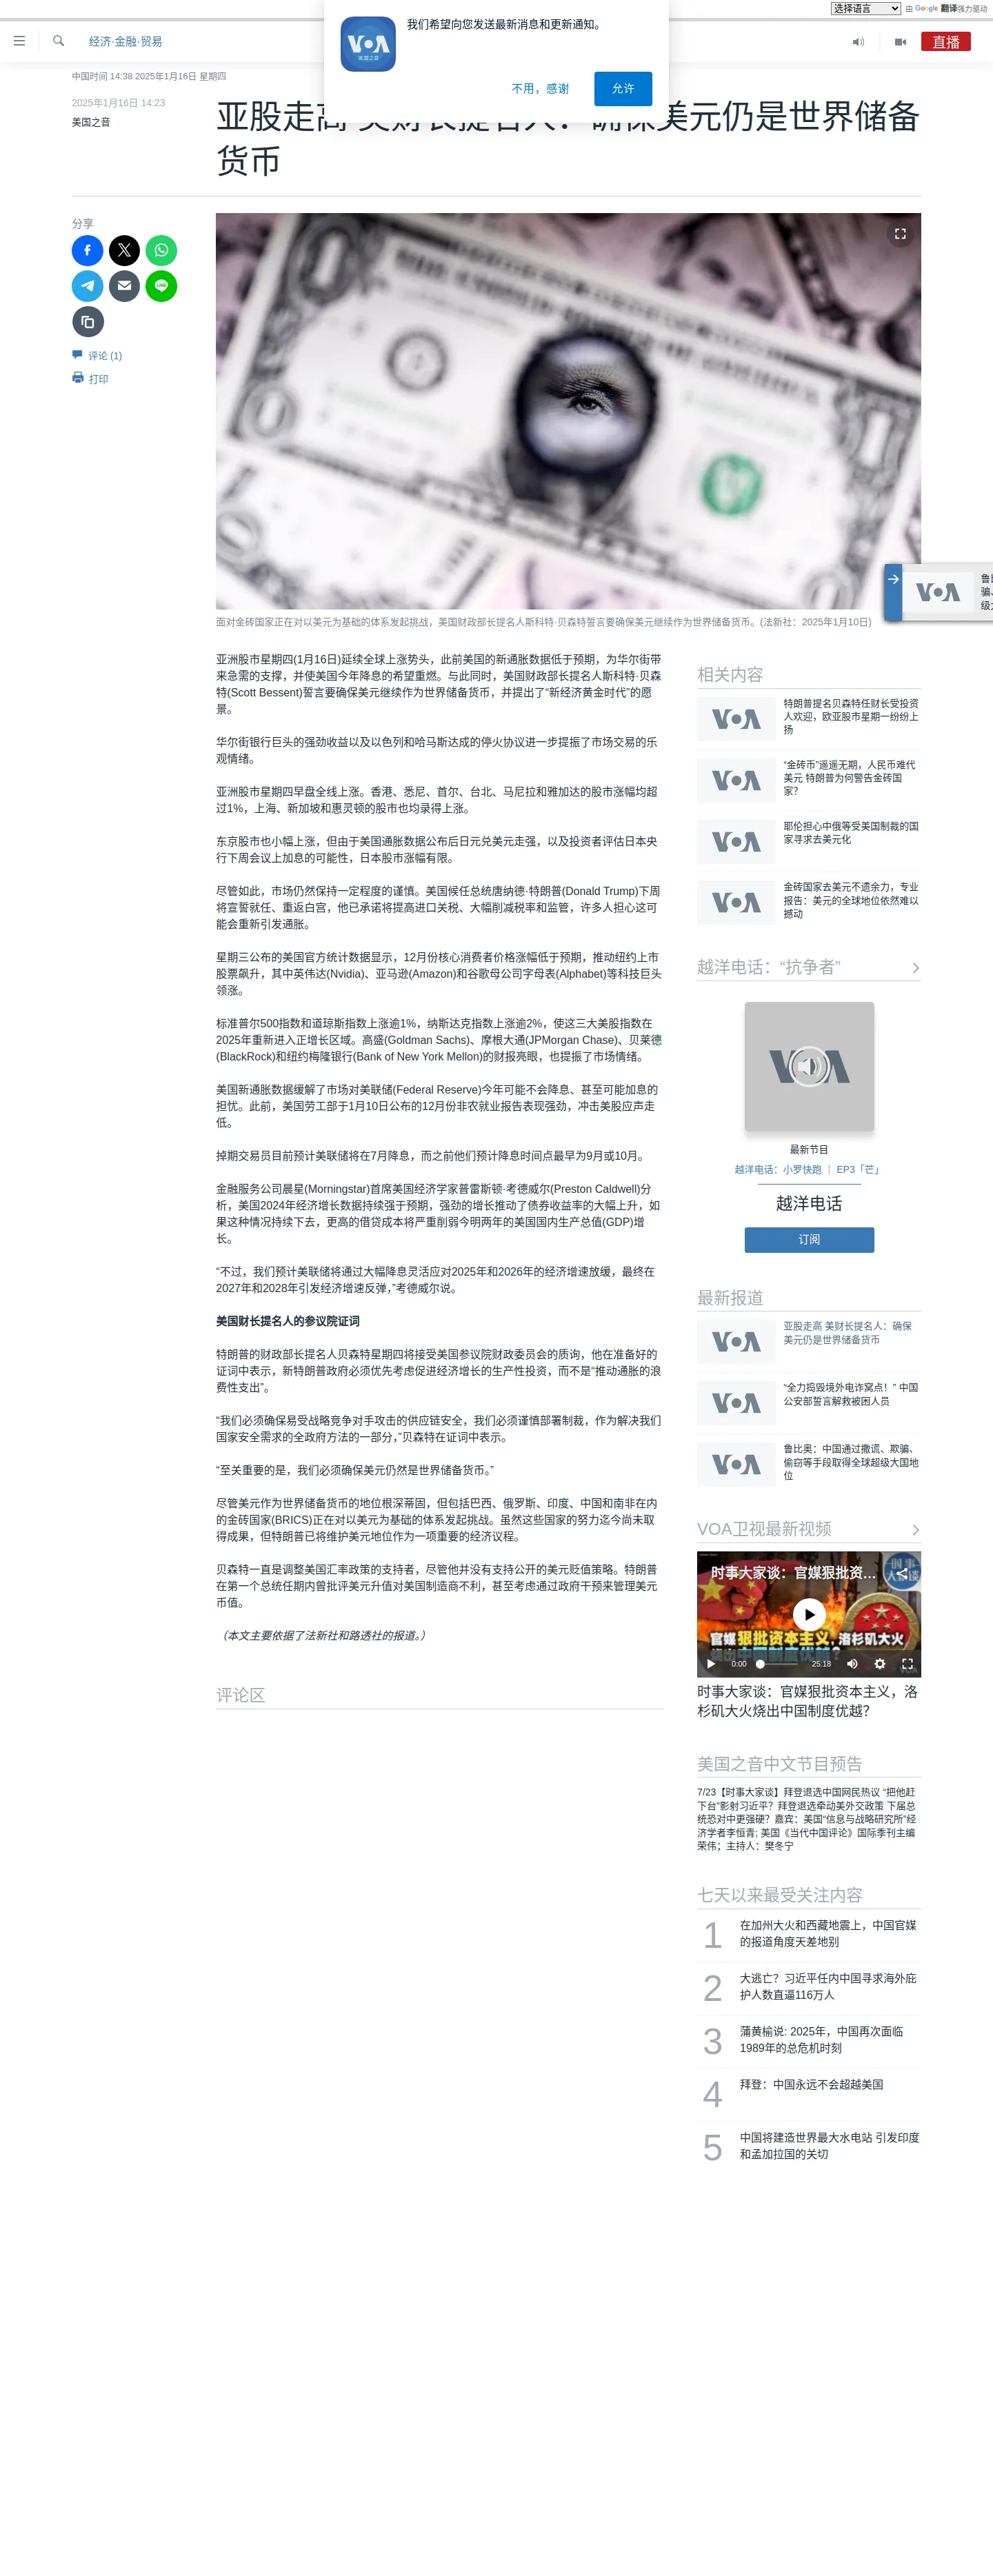 选择语言 由 Google 翻译强力驱动
VOA
美国之音
我们希望向您发送最新消息和更新通知。
不用，感谢
允许
经济·金融·贸易
直播
中国时间 14:38 2025年1月16日 星期四
2025年1月16日 14:23
美国之音
亚股走高 美财长提名人：确保美元仍是世界储备
货币
分享
评论 (1)
打印
面对金砖国家正在对以美元为基础的体系发起挑战，美国财政部长提名人斯科特·贝森特誓言要确保美元继续作为世界储备货币。(法新社：2025年1月10日)
VOA
亚洲股市星期四(1月16日)延续全球上涨势头，此前美国的新通胀数据低于预期，为华尔街带
来急需的支撑，并使美国今年降息的希望重燃。与此同时，美国财政部长提名人斯科特·贝森
特(Scott Bessent)誓言要确保美元继续作为世界储备货币，并提出了“新经济黄金时代”的愿
景。
华尔街银行巨头的强劲收益以及以色列和哈马斯达成的停火协议进一步提振了市场交易的乐
观情绪。
亚洲股市星期四早盘全线上涨。香港、悉尼、首尔、台北、马尼拉和雅加达的股市涨幅均超
过1%，上海、新加坡和惠灵顿的股市也均录得上涨。
东京股市也小幅上涨，但由于美国通胀数据公布后日元兑美元走强，以及投资者评估日本央
行下周会议上加息的可能性，日本股市涨幅有限。
尽管如此，市场仍然保持一定程度的谨慎。美国候任总统唐纳德·特朗普(Donald Trump)下周
将宣誓就任、重返白宫，他已承诺将提高进口关税、大幅削减税率和监管，许多人担心这可
能会重新引发通胀。
星期三公布的美国官方统计数据显示，12月份核心消费者价格涨幅低于预期，推动纽约上市
股票飙升，其中英伟达(Nvidia)、亚马逊(Amazon)和谷歌母公司字母表(Alphabet)等科技巨头
领涨。
标准普尔500指数和道琼斯指数上涨逾1%，纳斯达克指数上涨逾2%，使这三大美股指数在
2025年重新进入正增长区域。高盛(Goldman Sachs)、摩根大通(JPMorgan Chase)、贝莱德
(BlackRock)和纽约梅隆银行(Bank of New York Mellon)的财报亮眼，也提振了市场情绪。
美国新通胀数据缓解了市场对美联储(Federal Reserve)今年可能不会降息、甚至可能加息的
担忧。此前，美国劳工部于1月10日公布的12月份非农就业报告表现强劲，冲击美股应声走
低。
掉期交易员目前预计美联储将在7月降息，而之前他们预计降息时间点最早为9月或10月。
金融服务公司晨星(Morningstar)首席美国经济学家普雷斯顿·考德威尔(Preston Caldwell)分
析，美国2024年经济增长数据持续强于预期，强劲的增长推动了债券收益率的大幅上升，如
果这种情况持续下去，更高的借贷成本将严重削弱今明两年的美国国内生产总值(GDP)增
长。
“不过，我们预计美联储将通过大幅降息灵活应对2025年和2026年的经济增速放缓，最终在
2027年和2028年引发经济增速反弹，”考德威尔说。
美国财长提名人的参议院证词
特朗普的财政部长提名人贝森特星期四将接受美国参议院财政委员会的质询，他在准备好的
证词中表示，新特朗普政府必须优先考虑促进经济增长的生产性投资，而不是“推动通胀的浪
费性支出”。
“我们必须确保易受战略竞争对手攻击的供应链安全，我们必须谨慎部署制裁，作为解决我们
国家安全需求的全政府方法的一部分，”贝森特在证词中表示。
“至关重要的是，我们必须确保美元仍然是世界储备货币。”
尽管美元作为世界储备货币的地位根深蒂固，但包括巴西、俄罗斯、印度、中国和南非在内
的金砖国家(BRICS)正在对以美元为基础的体系发起挑战。虽然这些国家的努力迄今尚未取
得成果，但特朗普已将维护美元地位作为一项重要的经济议程。
贝森特一直是调整美国汇率政策的支持者，尽管他并没有支持公开的美元贬值策略。特朗普
在第一个总统任期内曾批评美元升值对美国制造商不利，甚至考虑通过政府干预来管理美元
币值。
（本文主要依据了法新社和路透社的报道。）
评论区
相关内容
VOA
特朗普提名贝森特任财长受投资
人欢迎，欧亚股市星期一纷纷上
扬
VOA
“金砖币”遥遥无期，人民币难代
美元 特朗普为何警告金砖国
家？
VOA
耶伦担心中俄等受美国制裁的国
家寻求去美元化
VOA
金砖国家去美元不遗余力，专业
报告：美元的全球地位依然难以
撼动
越洋电话：“抗争者”
VOA
最新节目
越洋电话：小罗快跑 ｜ EP3「芒」
越洋电话
订阅
最新报道
VOA
亚股走高 美财长提名人：确保
美元仍是世界储备货币
VOA
“全力捣毁境外电诈窝点！” 中国
公安部誓言解救被困人员
VOA
鲁比奥：中国通过撒谎、欺骗、
偷窃等手段取得全球超级大国地
位
VOA卫视最新视频
时事大家谈：官媒狠批资...
官媒狠批资本主义，洛杉矶大火
烧出中国制度优越？
0:00
25:18
时事大家谈：官媒狠批资本主义，洛
杉矶大火烧出中国制度优越？
美国之音中文节目预告
7/23【时事大家谈】拜登退选中国网民热议 “把他赶
下台”影射习近平？拜登退选牵动美外交政策 下届总
统恐对中更强硬？嘉宾：美国“信息与战略研究所”经
济学者李恒青; 美国《当代中国评论》国际季刊主编
荣伟；主持人：樊冬宁
七天以来最受关注内容
1 在加州大火和西藏地震上，中国官媒
的报道角度天差地别
2 大逃亡？习近平任内中国寻求海外庇
护人数直逼116万人
3 蒲黄榆说: 2025年，中国再次面临
1989年的总危机时刻
4 拜登：中国永远不会超越美国
5 中国将建造世界最大水电站 引发印度
和孟加拉国的关切